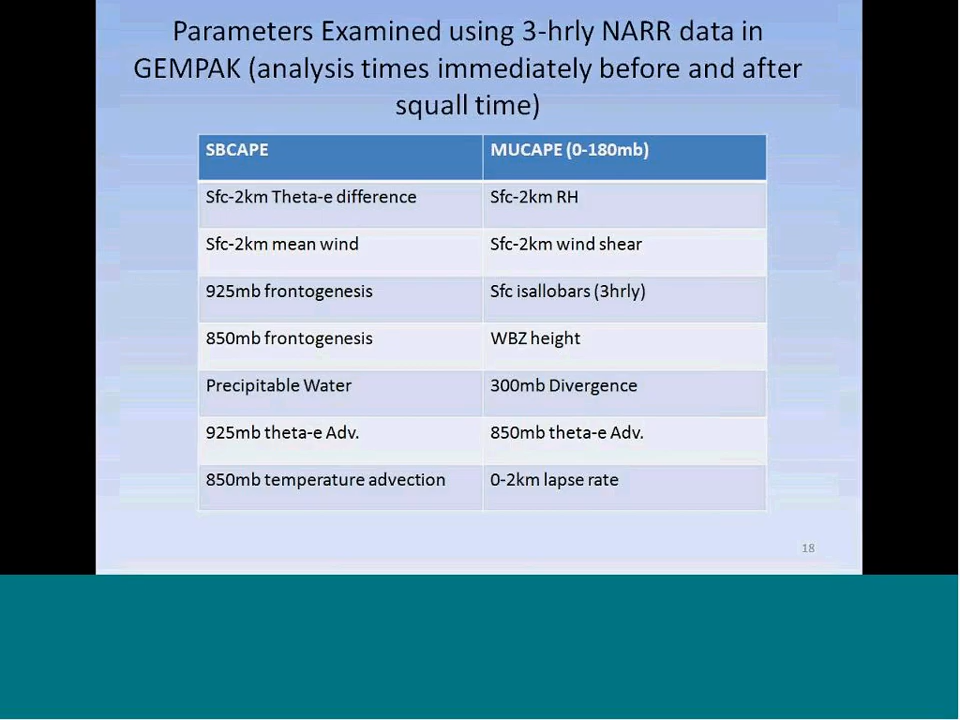 Parameters Examined using 3-hrly NARR data in
GEMPAK (analysis times immediately before and after
squall time)
SBCAPE MUCAPE (0-180mb)
Sfc-2km Theta-e difference Sfc-2km RH
Sfc-2km mean wind Sfc-2km wind shear
925mb frontogenesis Sfc isallobars (3hrly)
850mb frontogenesis WBZ height
Precipitable Water 300mb Divergence
925mb theta-e Adv. 850mb theta-e Adv.
850mb temperature advection 0-2km lapse rate
18